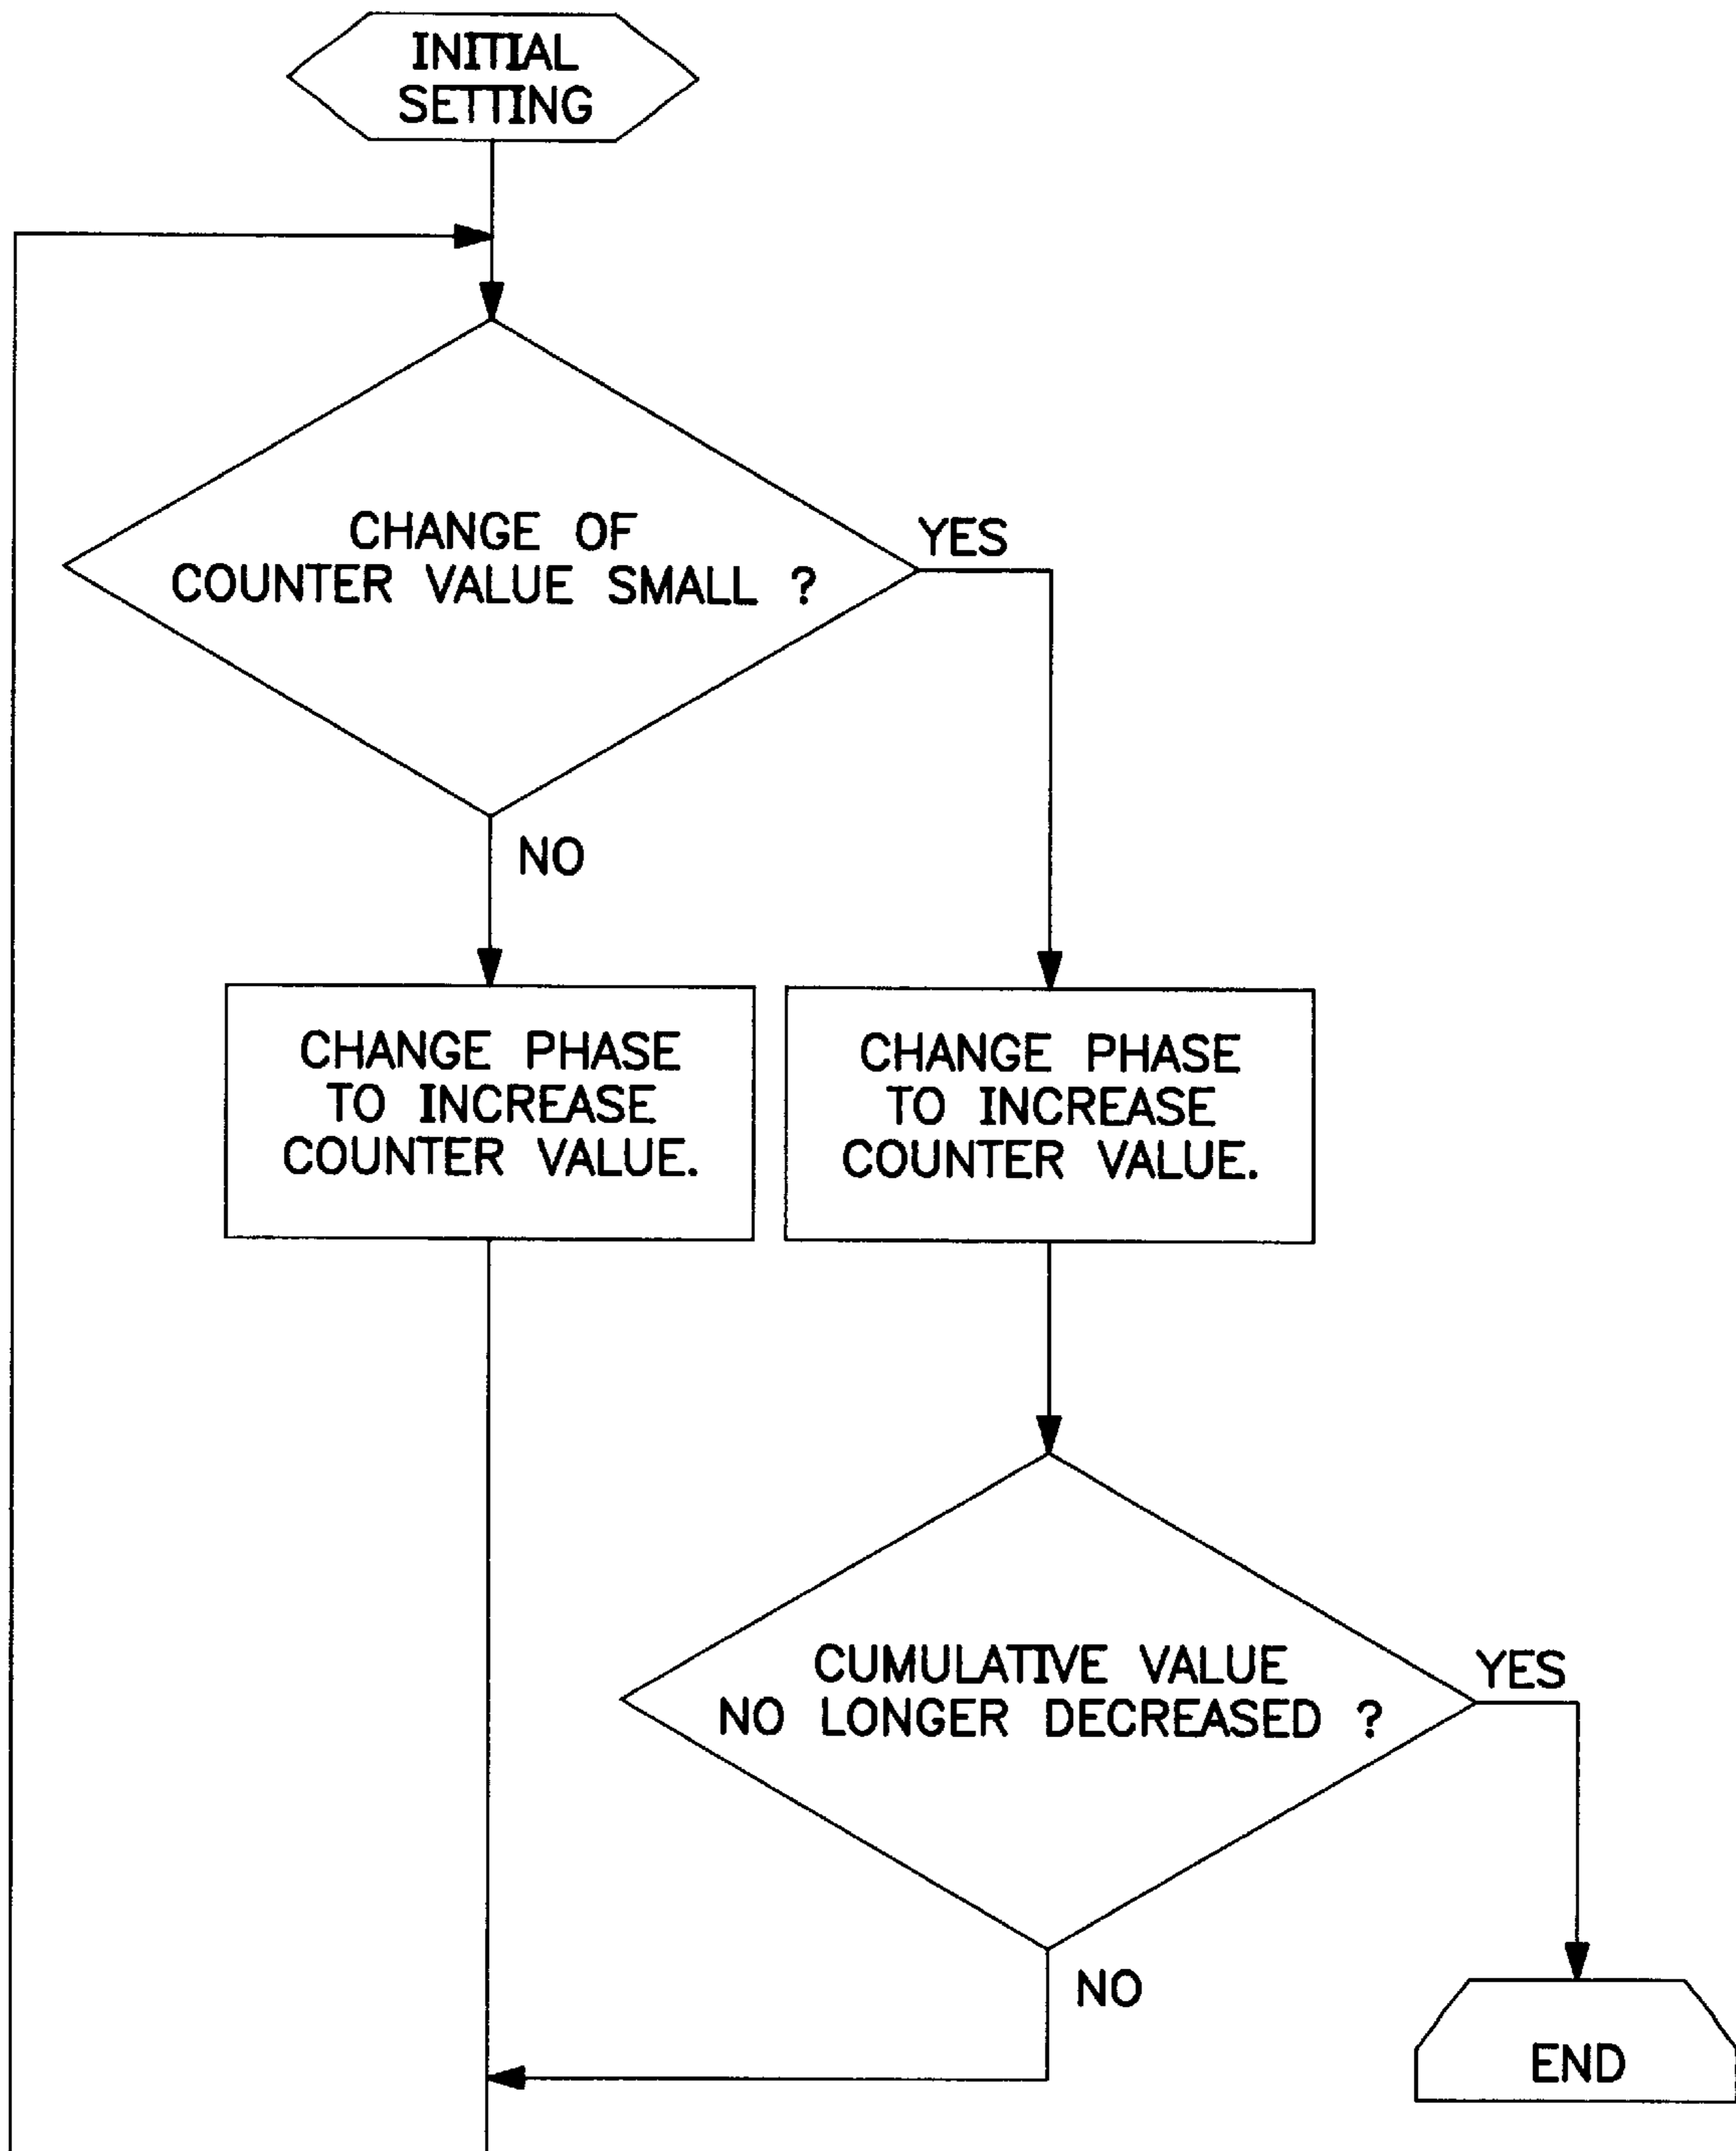 INITIAL
SETTING
CHANGE OF
COUNTER VALUE SMALL ?
YES
NO
CHANGE PHASE
TO INCREASE
COUNTER VALUE.
CHANGE PHASE
TO INCREASE
COUNTER VALUE.
CUMULATIVE VALUE
NO LONGER DECREASED ?
YES
NO
END